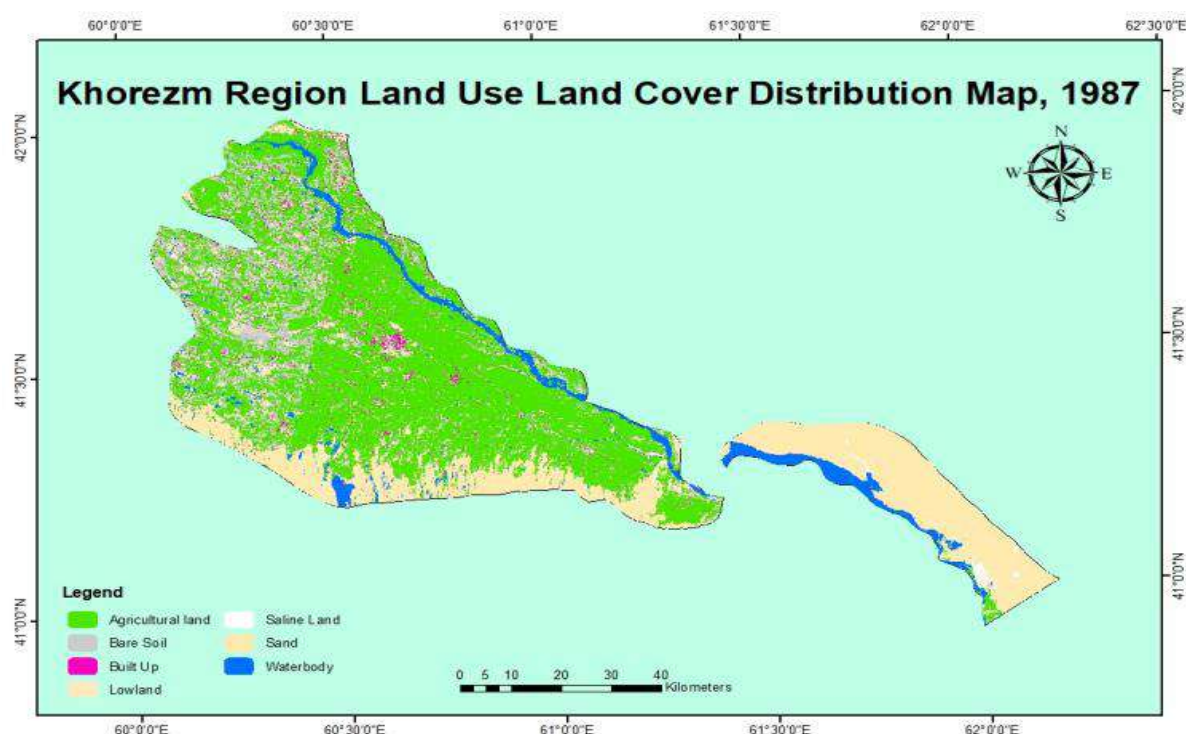 60°0'0"E 60°30'0"E 61°0'0"E 61°30'0"E 62°0'0"E 62°30'0"E
Khorezm Region Land Use Land Cover Distribution Map, 1987
42°0'0"N
42°0'0"N
N
W E
S
41°30'0"N
41°30'0"N
41°0'0"N
41°0'0"N
Legend
Agricultural land Saline Land
Bare Soil Sand
Built Up Waterbody
Lowland
0 5 10 20 30 40
Kilometers
60°0'0"E 60°30'0"E 61°0'0"E 61°30'0"E 62°0'0"E